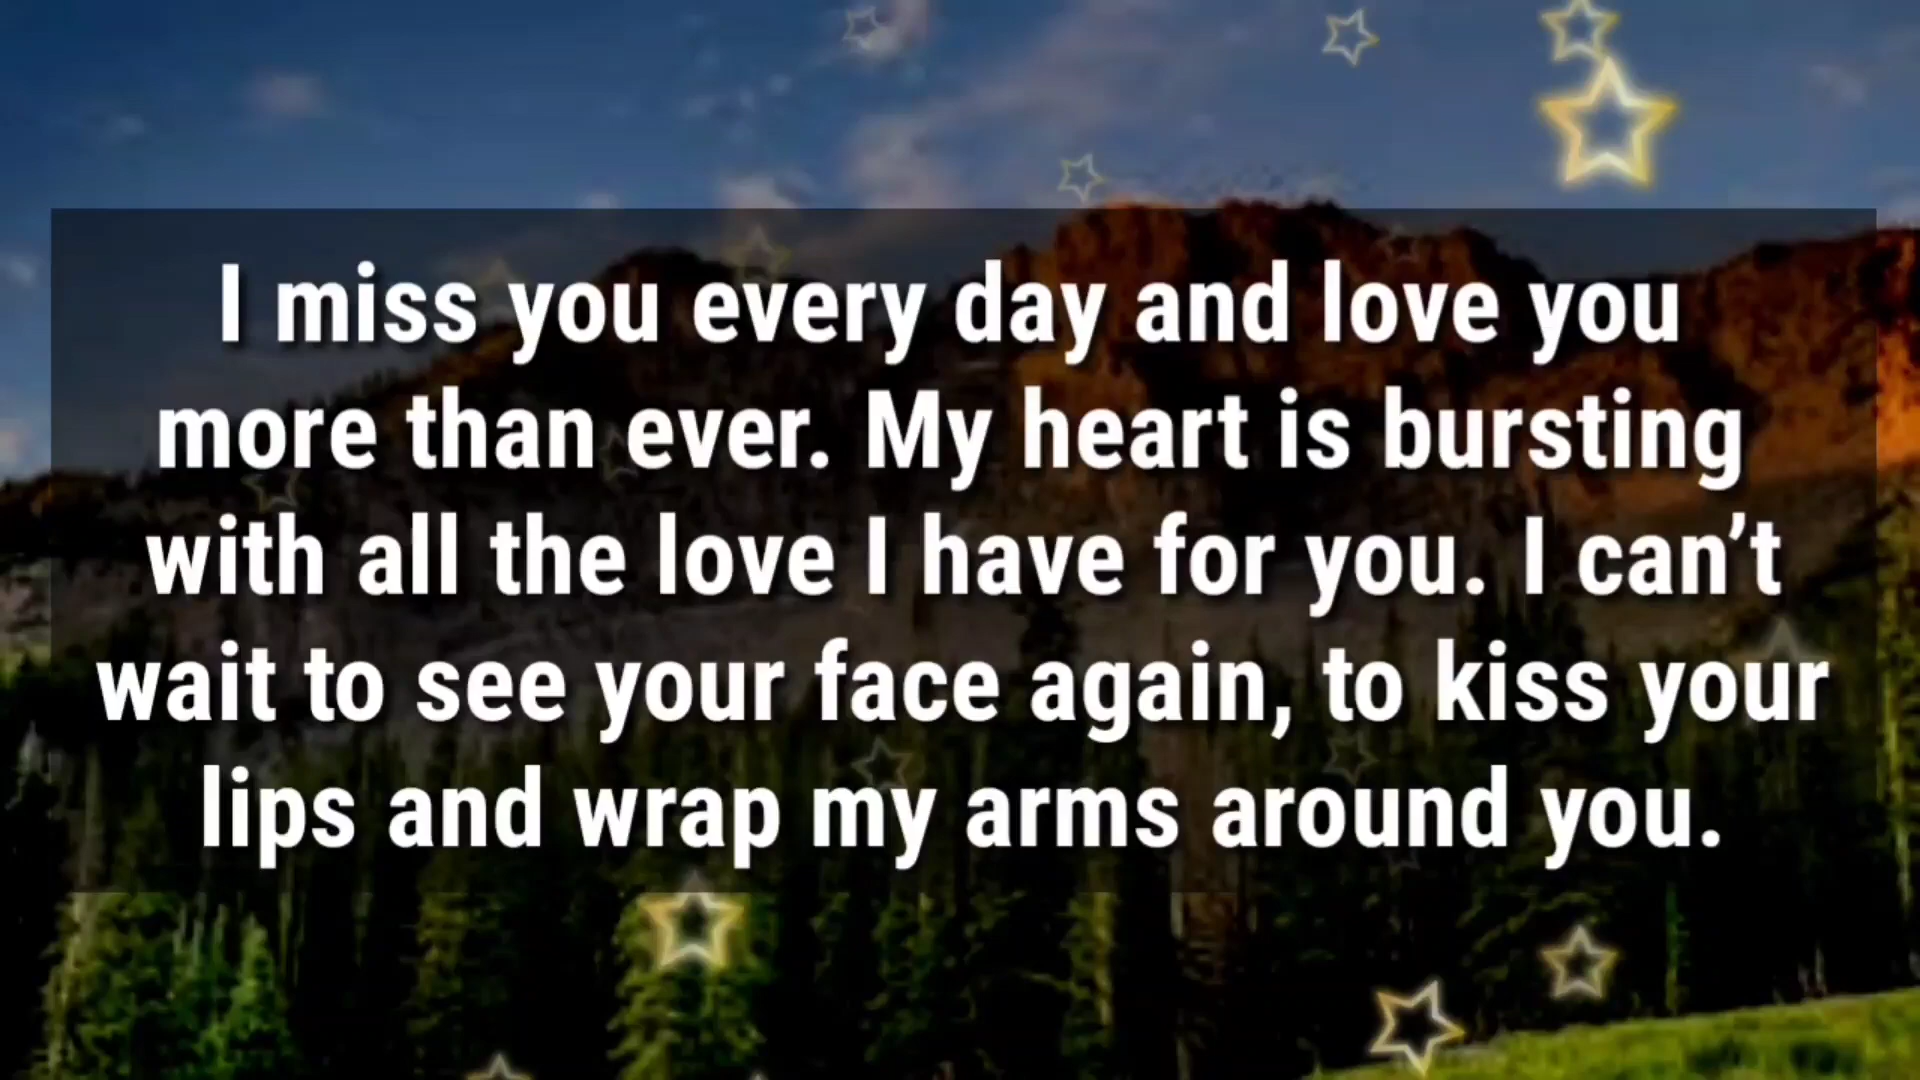 I miss you every day and love you
more than ever. My heart is bursting
with all the love I have for you. I can’t
wait to see your face again, to kiss your
lips and wrap my arms around you.